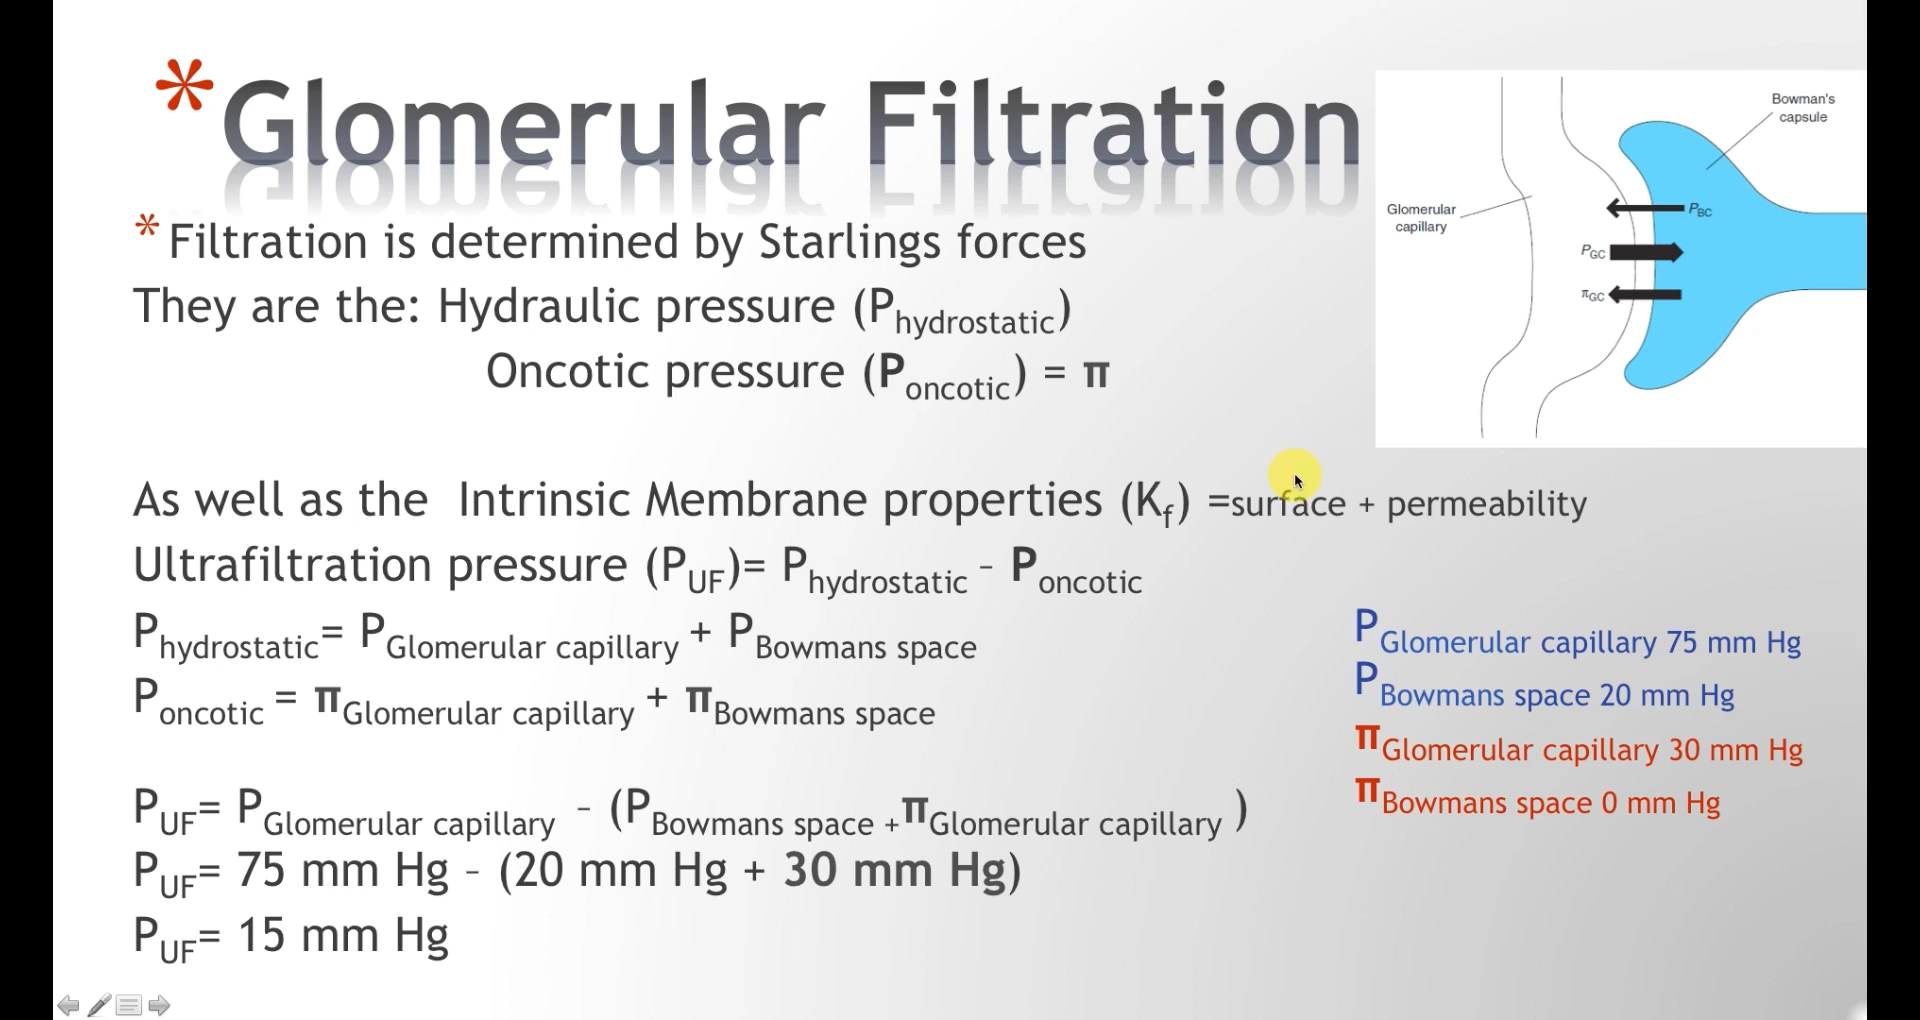 *Glomerular Filtration
* Filtration is determined by Starlings forces
They are the: Hydraulic pressure (Phydrostatic)
Oncotic pressure (Poncotic) = π
As well as the Intrinsic Membrane properties (Kf) =surface + permeability
Ultrafiltration pressure (PUF)= Phydrostatic - Poncotic
Phydrostatic= PGlomerular capillary + PBowmans space
Poncotic = πGlomerular capillary + πBowmans space
PUF= PGlomerular capillary - (PBowmans space +πGlomerular capillary )
PUF= 75 mm Hg - (20 mm Hg + 30 mm Hg)
PUF= 15 mm Hg
Bowman's
capsule
Glomerular
capillary
PBC
PGC
πGC
PGlomerular capillary 75 mm Hg
PBowmans space 20 mm Hg
πGlomerular capillary 30 mm Hg
πBowmans space 0 mm Hg